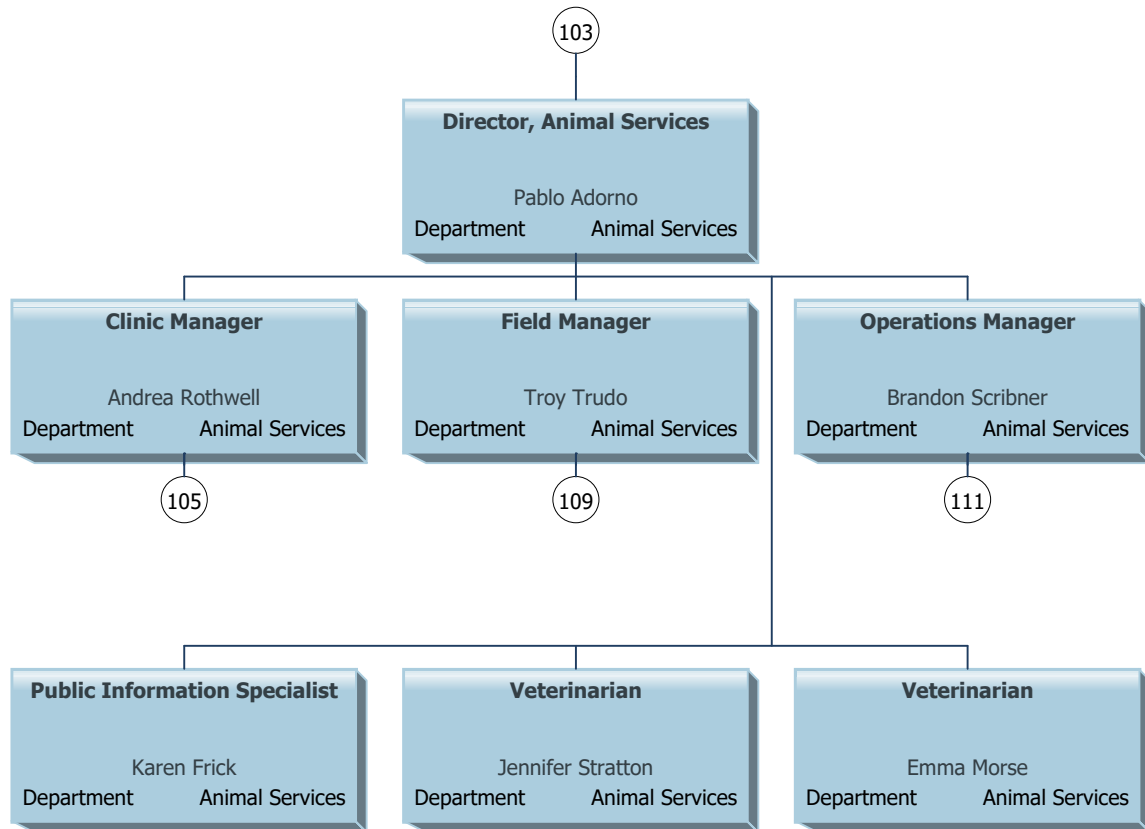 103
Director, Animal Services
Pablo Adorno
Department Animal Services
Clinic Manager
Andrea Rothwell
Department Animal Services
105
Field Manager
Troy Trudo
Department Animal Services
109
Operations Manager
Brandon Scribner
Department Animal Services
111
Public Information Specialist
Karen Frick
Department Animal Services
Veterinarian
Jennifer Stratton
Department Animal Services
Veterinarian
Emma Morse
Department Animal Services